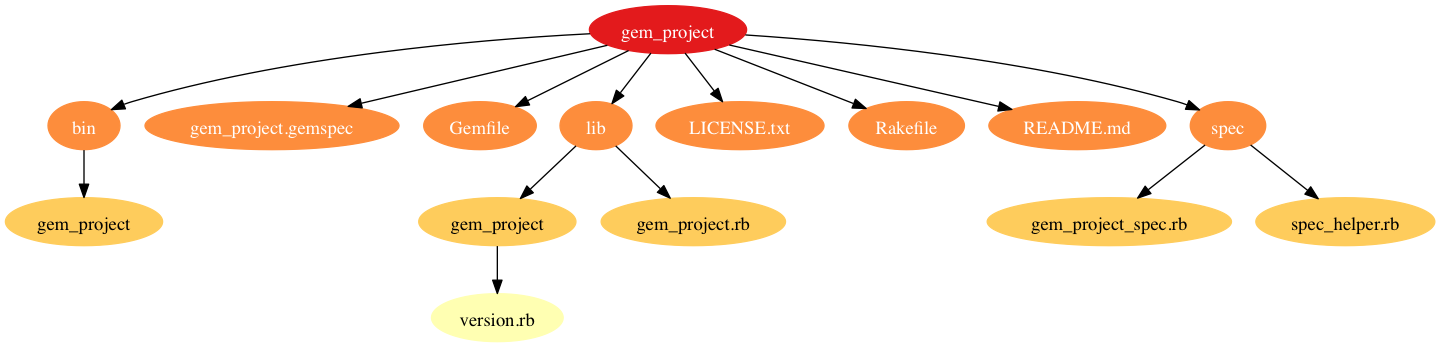 gem_project
bin
gem_project.gemspec
Gemfile
lib
LICENSE.txt
Rakefile
README.md
spec
gem_project
gem_project
gem_project.rb
gem_project_spec.rb
spec_helper.rb
version.rb